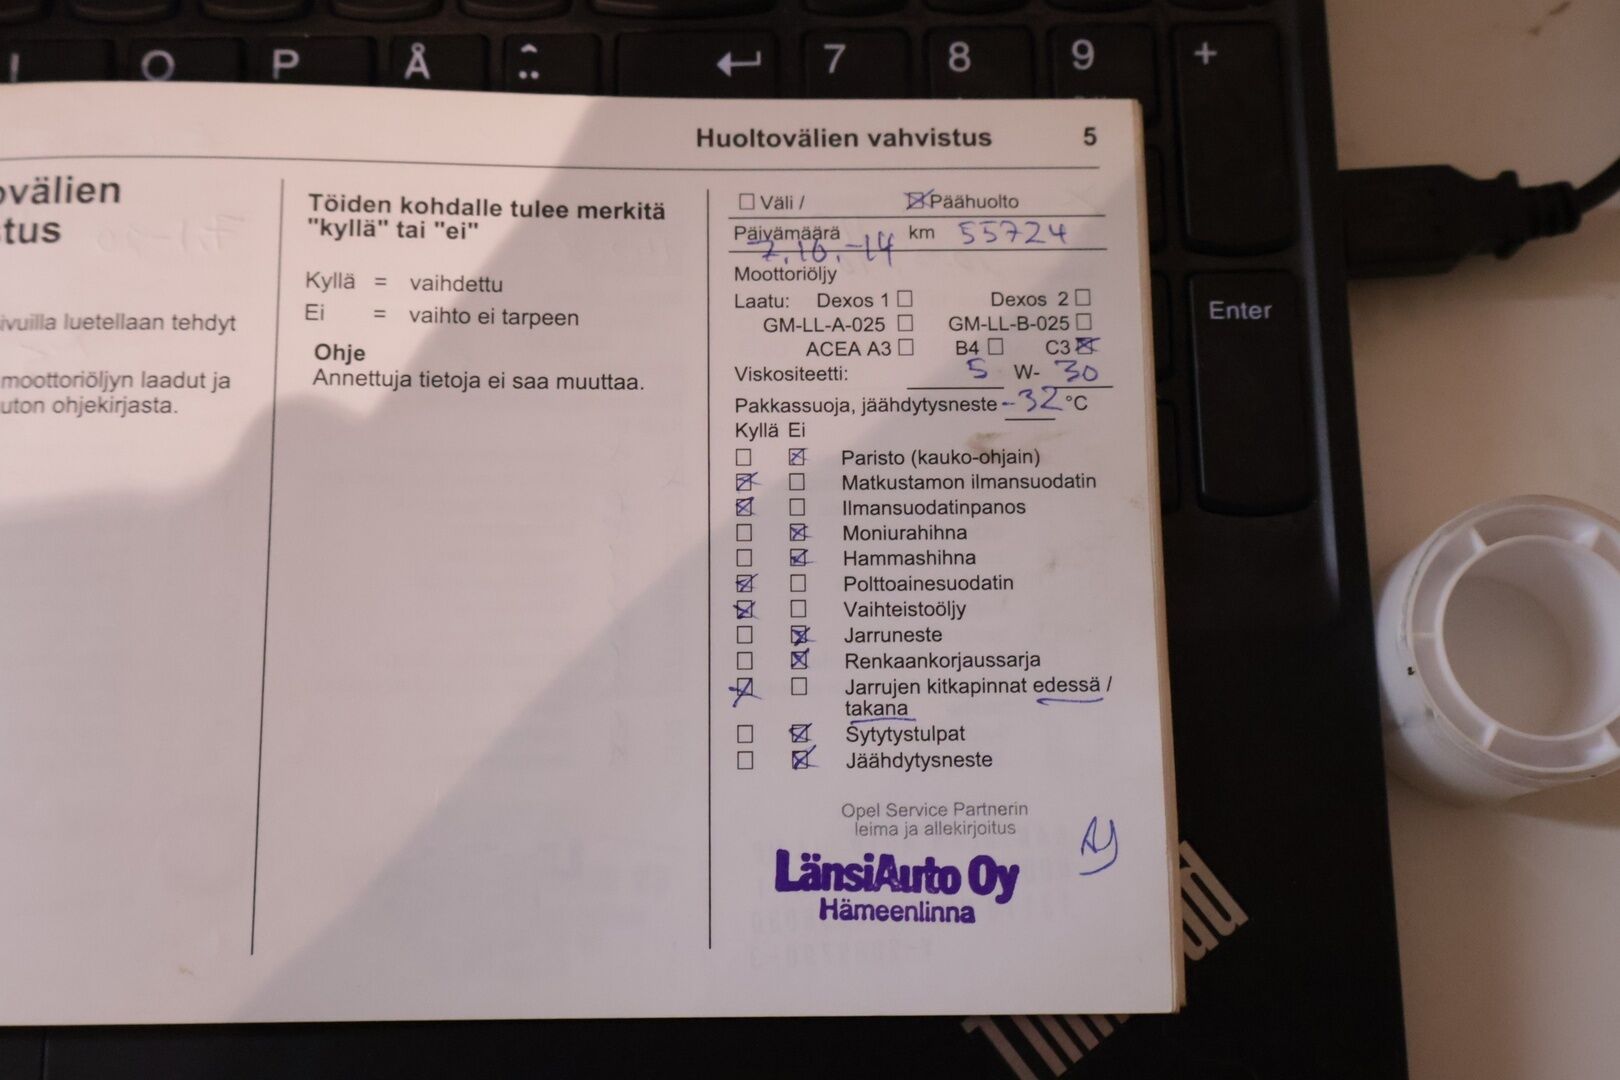 I O P Å ^ ¨ ↵ 7 8 9 +
Enter
Huoltovälien vahvistus 5
ovälien
tus
ivuilla luetellaan tehdyt
moottoriöljyn laadut ja
uton ohjekirjasta.
Töiden kohdalle tulee merkitä
"kyllä" tai "ei"
Kyllä = vaihdettu
Ei = vaihto ei tarpeen
Ohje
Annettuja tietoja ei saa muuttaa.
☐ Väli / ☒ Päähuolto
Päivämäärä km 55724
7.10.-14
Moottoriöljy
Laatu: Dexos 1 ☐ Dexos 2 ☐
GM-LL-A-025 ☐ GM-LL-B-025 ☐
ACEA A3 ☐ B4 ☐ C3 ☒
Viskositeetti: 5 W- 30
Pakkassuoja, jäähdytysneste -32 °C
Kyllä Ei
☐ ☒ Paristo (kauko-ohjain)
☒ ☐ Matkustamon ilmansuodatin
☒ ☐ Ilmansuodatinpanos
☐ ☒ Moniurahihna
☐ ☒ Hammashihna
☒ ☐ Polttoainesuodatin
☒ ☐ Vaihteistoöljy
☐ ☒ Jarruneste
☐ ☒ Renkaankorjaussarja
☒ ☐ Jarrujen kitkapinnat edessä /
takana
☐ ☒ Sytytystulpat
☐ ☒ Jäähdytysneste
Opel Service Partnerin
leima ja allekirjoitus
LänsiAuto Oy
Hämeenlinna